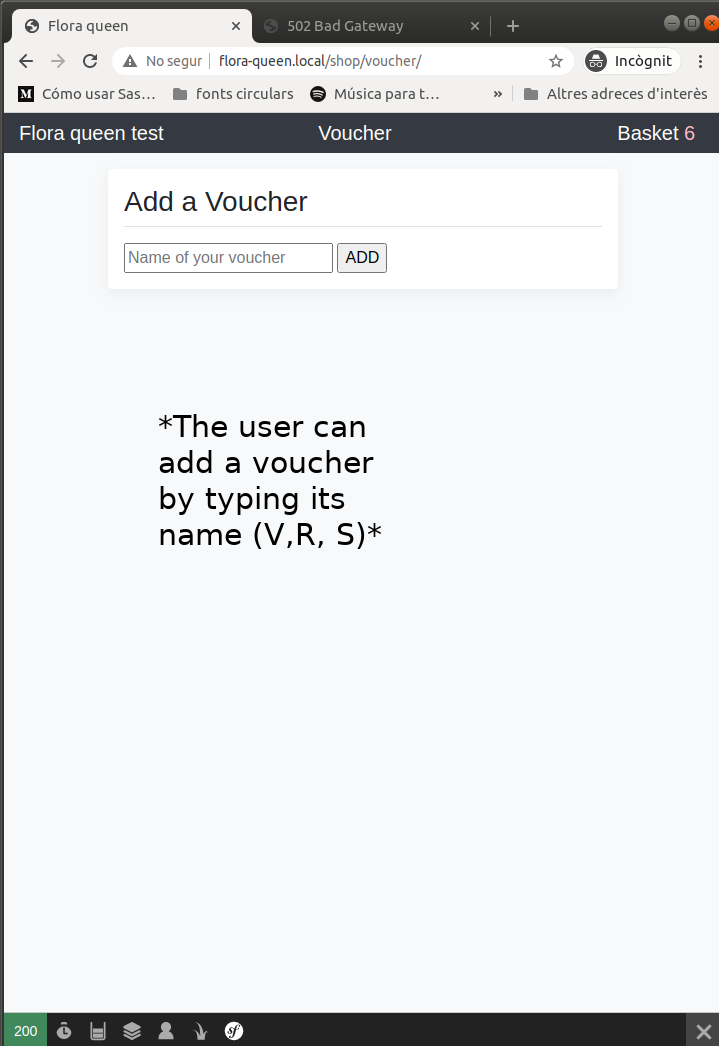 Flora queen
502 Bad Gateway
No segur
flora-queen.local/shop/voucher/
Incògnit
M
Cómo usar Sas…
fonts circulars
Música para t…
»
Altres adreces d'interès
Flora queen test
Voucher
Basket 6
Add a Voucher
Name of your voucher
ADD
*The user can
add a voucher
by typing its
name (V,R, S)*
200
sf